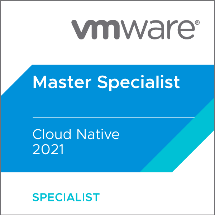 vmware®
Master Specialist
Cloud Native
2021
SPECIALIST